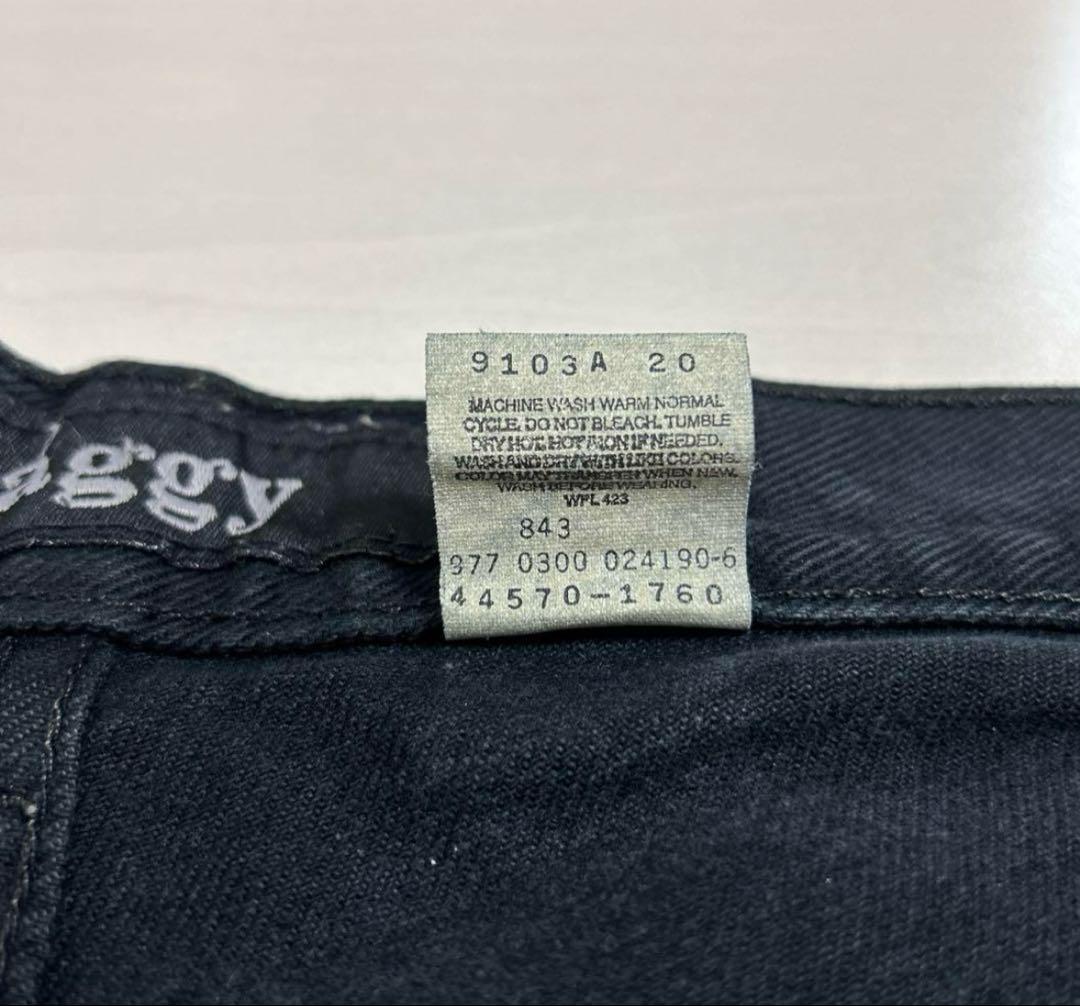 9103A 20
MACHINE WASH WARM NORMAL
CYCLE. DO NOT BLEACH. TUMBLE
DRY HOT. HOT IRON IF NEEDED.
WASH AND DRY WITH LIKE COLORS.
COLOR MAY TRANSFER WHEN NEW.
WASH BEFORE WEARING.
WPL 423
843
977 0300 024190-6
44570-1760
aggy